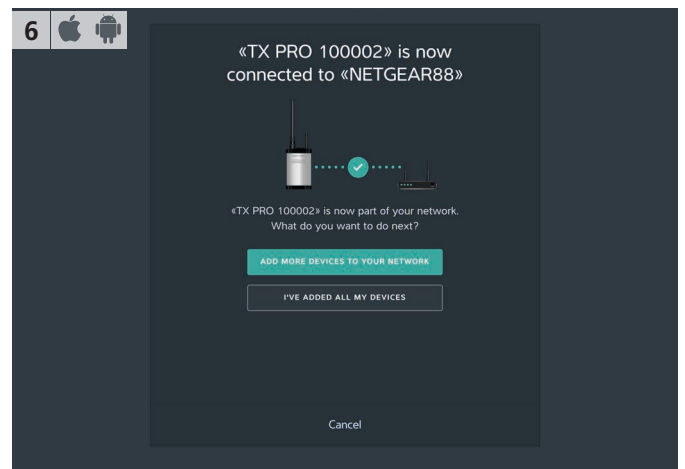 6
«TX PRO 100002» is now
connected to «NETGEAR88»
«TX PRO 100002» is now part of your network.
What do you want to do next?
ADD MORE DEVICES TO YOUR NETWORK
I'VE ADDED ALL MY DEVICES
Cancel